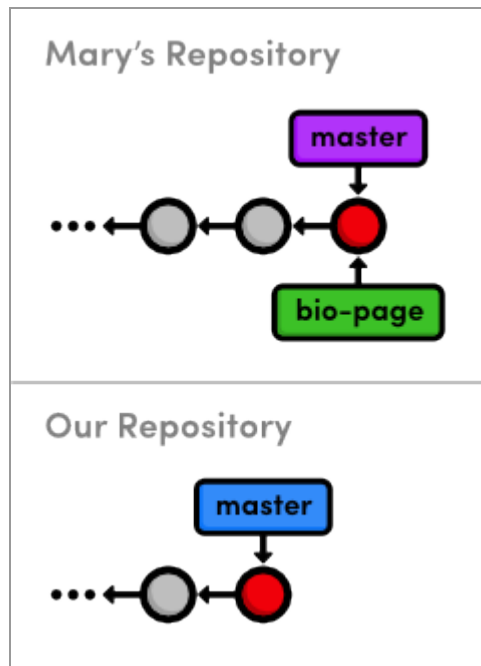 Mary's Repository
master
bio-page
Our Repository
master